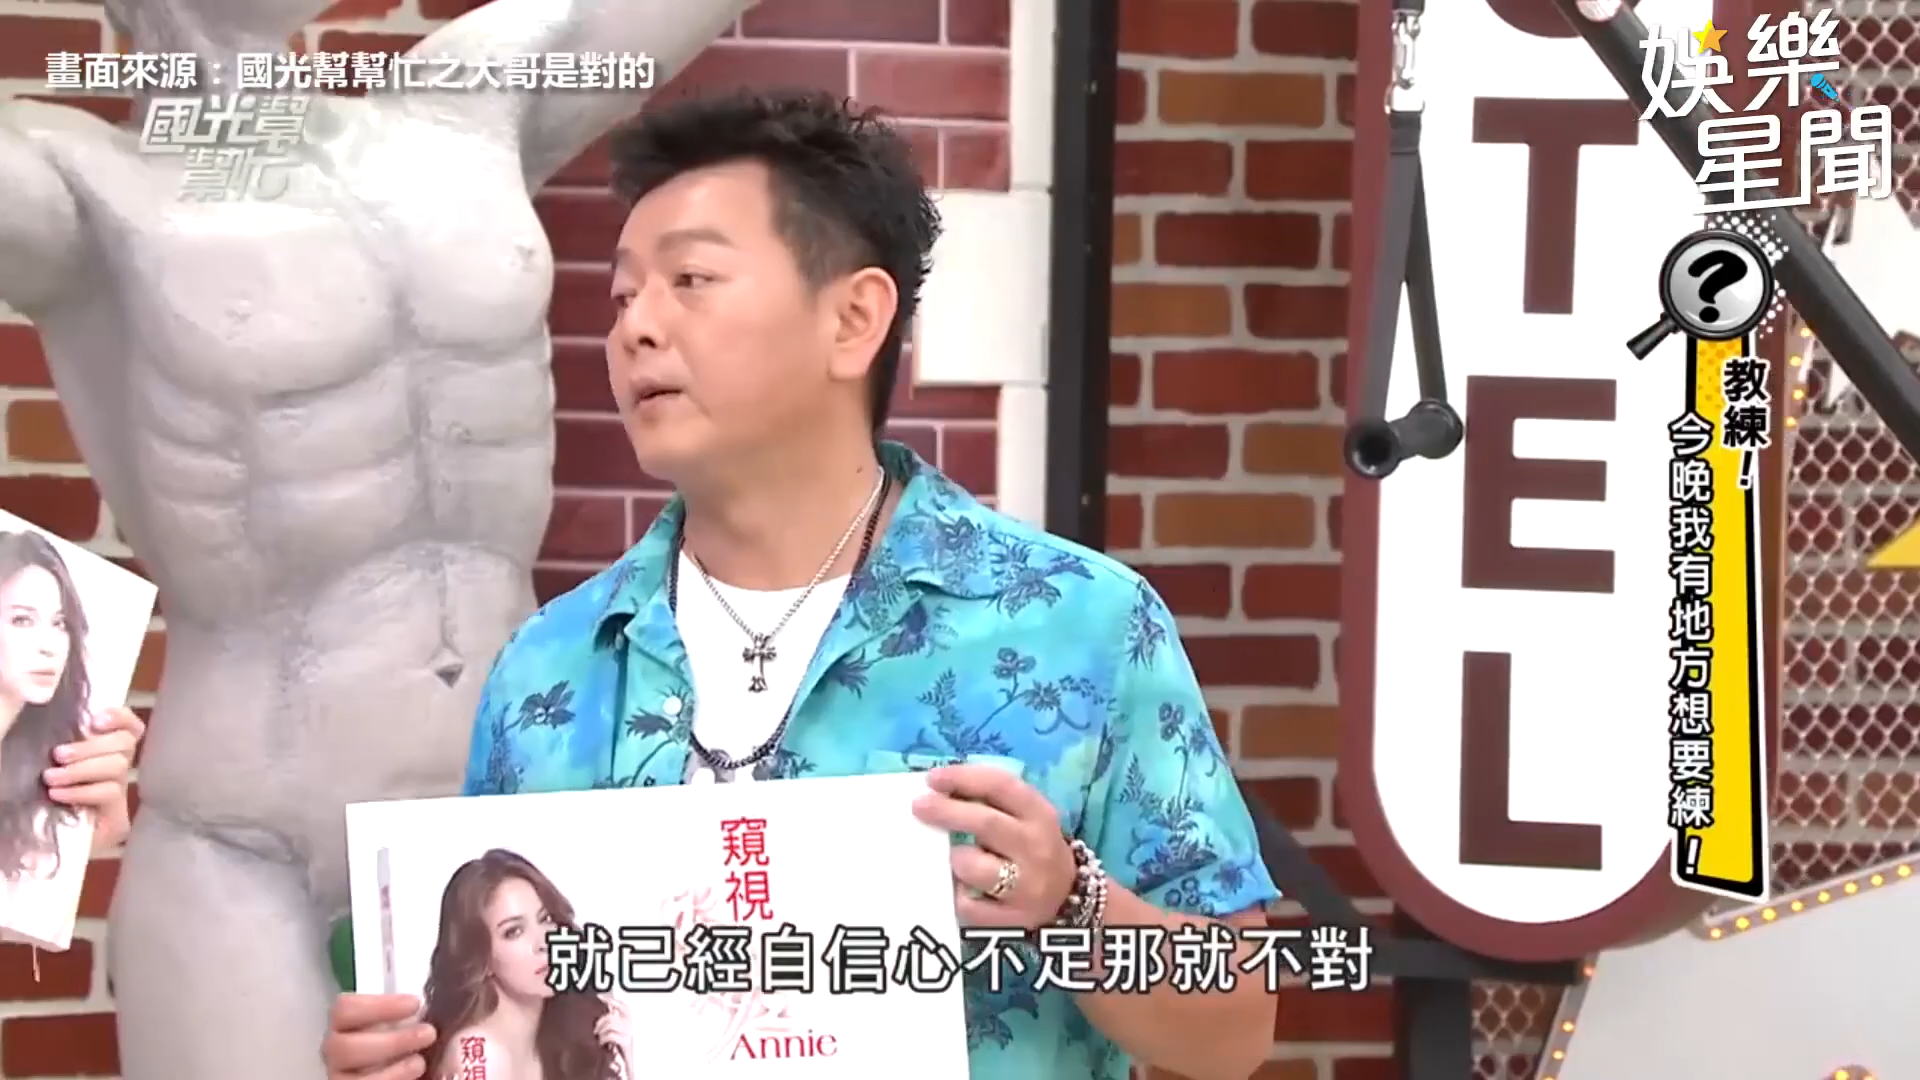 畫面來源：國光幫幫忙之大哥是對的
國光幫
幫忙
娛樂
星聞
TEL
?
教練！
今晚我有地方想要練！
窺視
Annie
窺視
就已經自信心不足那就不對